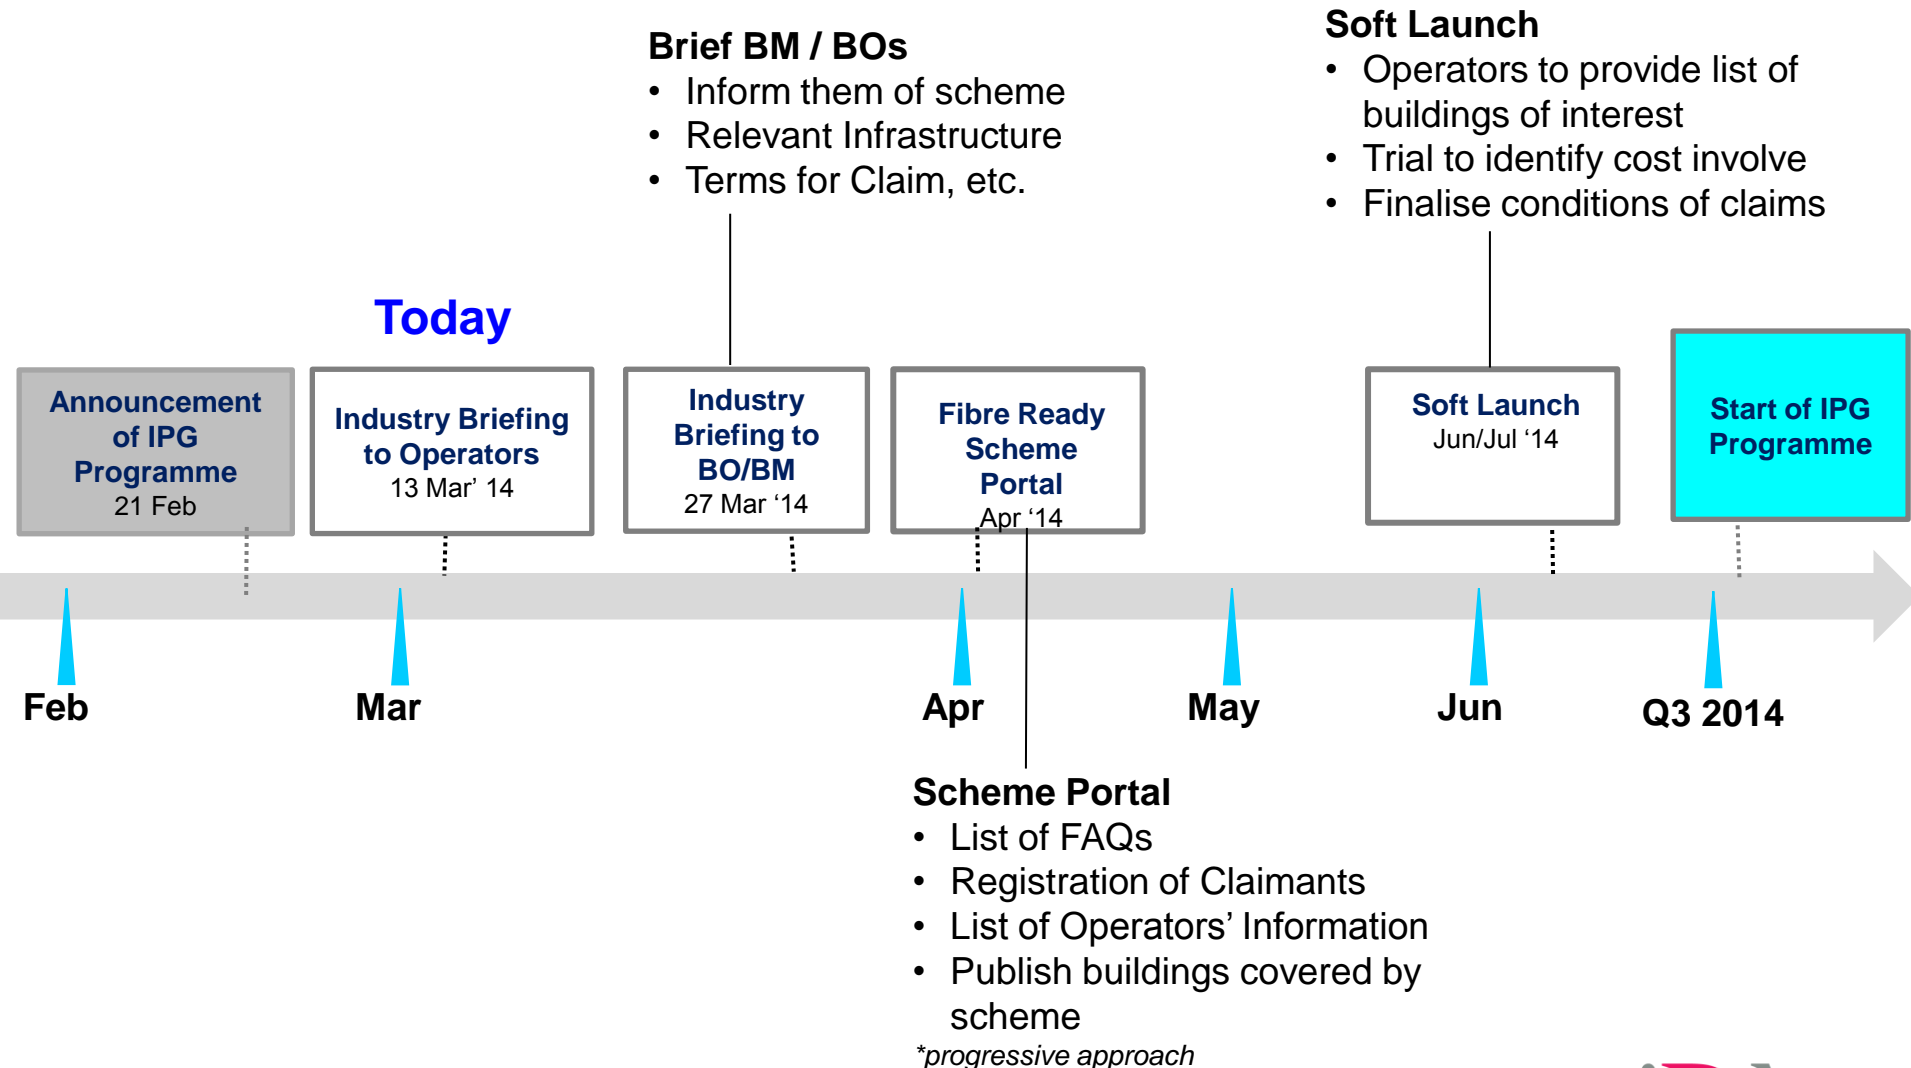 Brief BM / BOs
• Inform them of scheme
• Relevant Infrastructure
• Terms for Claim, etc.
Soft Launch
• Operators to provide list of
buildings of interest
• Trial to identify cost involve
• Finalise conditions of claims
Today
Announcement
of IPG
Programme
21 Feb
Industry Briefing
to Operators
13 Mar’ 14
Industry
Briefing to
BO/BM
27 Mar ‘14
Fibre Ready
Scheme
Portal
Apr ‘14
Soft Launch
Jun/Jul ‘14
Start of IPG
Programme
Feb
Mar
Apr
May
Jun
Q3 2014
Scheme Portal
• List of FAQs
• Registration of Claimants
• List of Operators’ Information
• Publish buildings covered by
scheme
*progressive approach